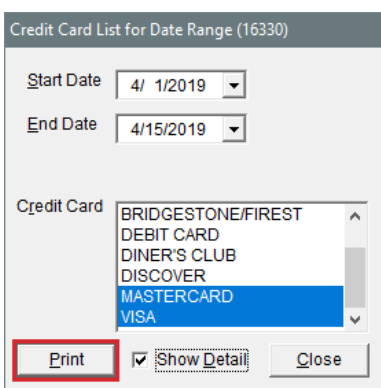 Credit Card List for Date Range (16330)
Start Date 4/ 1/2019
End Date 4/15/2019
Credit Card
BRIDGESTONE/FIREST
DEBIT CARD
DINER'S CLUB
DISCOVER
MASTERCARD
VISA
Print Show Detail Close